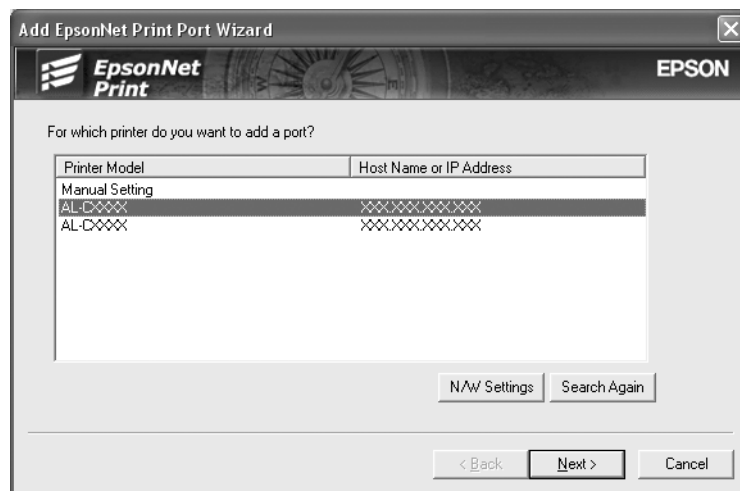 Add EpsonNet Print Port Wizard
EpsonNet
Print
EPSON
For which printer do you want to add a port?
Printer Model Host Name or IP Address
Manual Setting
AL-CXXXX XXX.XXX.XXX.XXX
AL-CXXXX XXX.XXX.XXX.XXX
N/W Settings Search Again
< Back Next > Cancel